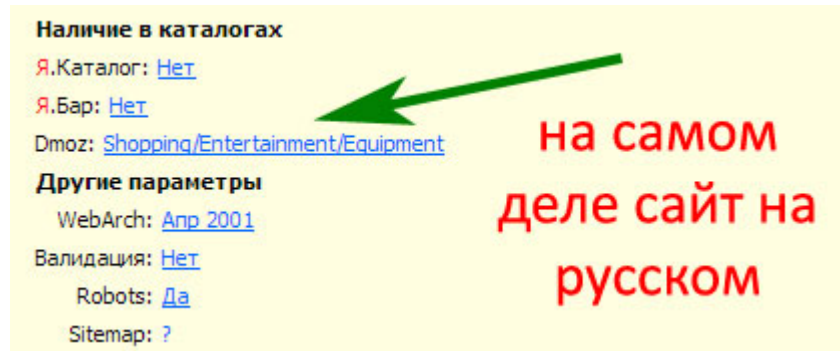 Наличие в каталогах
Я.Каталог: Нет
Я.Бар: Нет
Dmoz: Shopping/Entertainment/Equipment
Другие параметры
WebArch: Апр 2001
Валидация: Нет
Robots: Да
Sitemap: ?
на самом
деле сайт на
русском